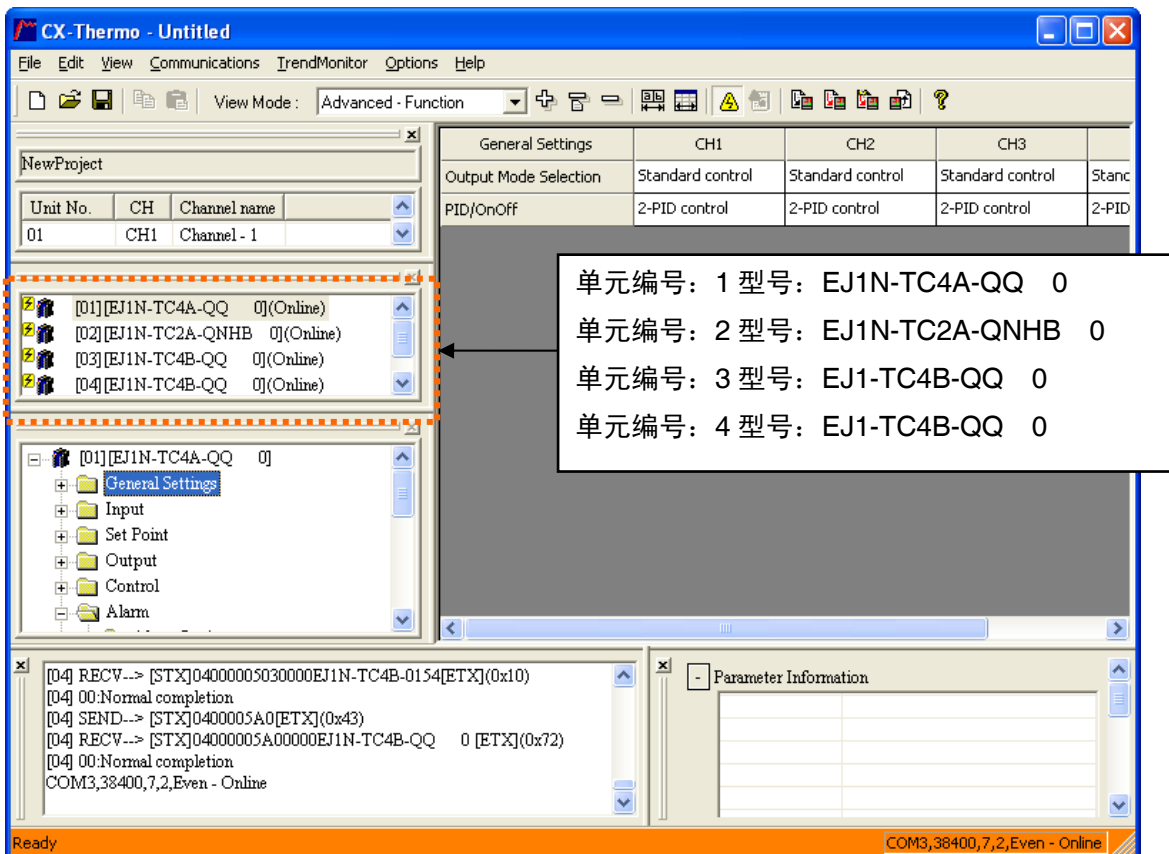 CX-Thermo - Untitled
File Edit View Communications TrendMonitor Options Help
View Mode : Advanced - Function
NewProject
Unit No. CH Channel name
01 CH1 Channel - 1
General Settings CH1 CH2 CH3
Output Mode Selection Standard control Standard control Standard control Stanc
PID/OnOff 2-PID control 2-PID control 2-PID control 2-PID
[01][EJ1N-TC4A-QQ 0](Online)
[02][EJ1N-TC2A-QNHB 0](Online)
[03][EJ1N-TC4B-QQ 0](Online)
[04][EJ1N-TC4B-QQ 0](Online)
单元编号：1 型号：EJ1N-TC4A-QQ 0
单元编号：2 型号：EJ1N-TC2A-QNHB 0
单元编号：3 型号：EJ1-TC4B-QQ 0
单元编号：4 型号：EJ1-TC4B-QQ 0
[01][EJ1N-TC4A-QQ 0]
General Settings
Input
Set Point
Output
Control
Alarm
[04] RECV--> [STX]04000005030000EJ1N-TC4B-0154[ETX](0x10)
[04] 00:Normal completion
[04] SEND--> [STX]0400005A0[ETX](0x43)
[04] RECV--> [STX]04000005A00000EJ1N-TC4B-QQ 0 [ETX](0x72)
[04] 00:Normal completion
COM3,38400,7,2,Even - Online
Parameter Information
Ready
COM3,38400,7,2,Even - Online